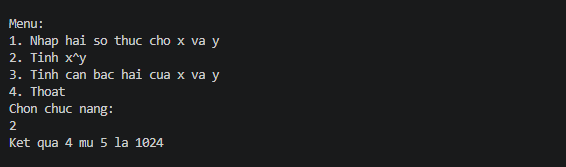 Menu:
1. Nhap hai so thuc cho x va y
2. Tinh x^y
3. Tinh can bac hai cua x va y
4. Thoat
Chon chuc nang:
2
Ket qua 4 mu 5 la 1024